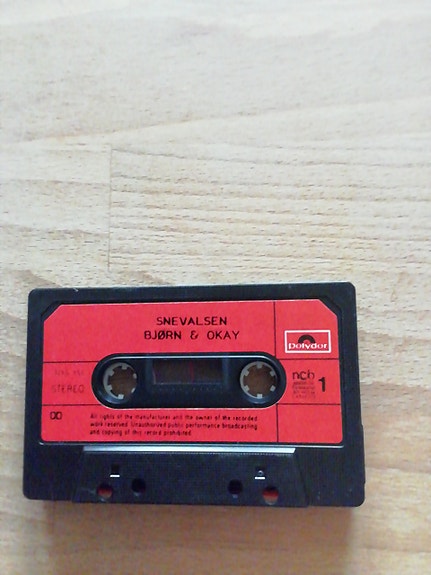 SNEVALSEN
BJØRN & OKAY
Polydor
STEREO
ncb
1
All rights of the manufacturer and the owner of the recorded
work reserved. Unauthorized public performance broadcasting
and copying of this record prohibited